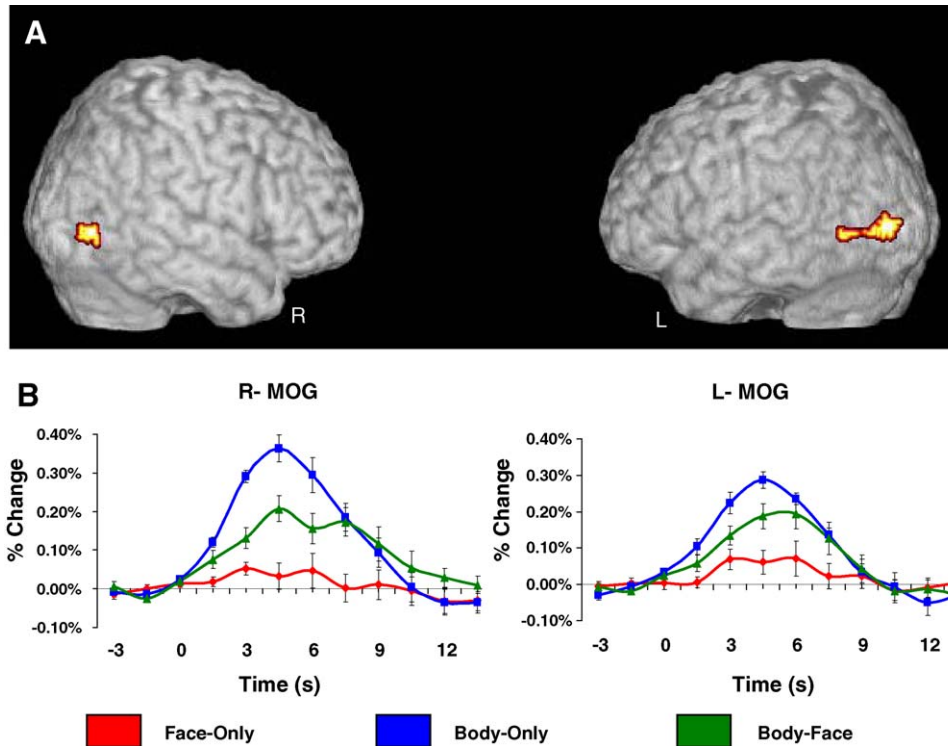 A
R
L
B
R- MOG
L- MOG
% Change
0.40%
0.30%
0.20%
0.10%
0.00%
-0.10%
-3 0 3 6 9 12
Time (s)
% Change
0.40%
0.30%
0.20%
0.10%
0.00%
-0.10%
-3 0 3 6 9 12
Time (s)
Face-Only
Body-Only
Body-Face